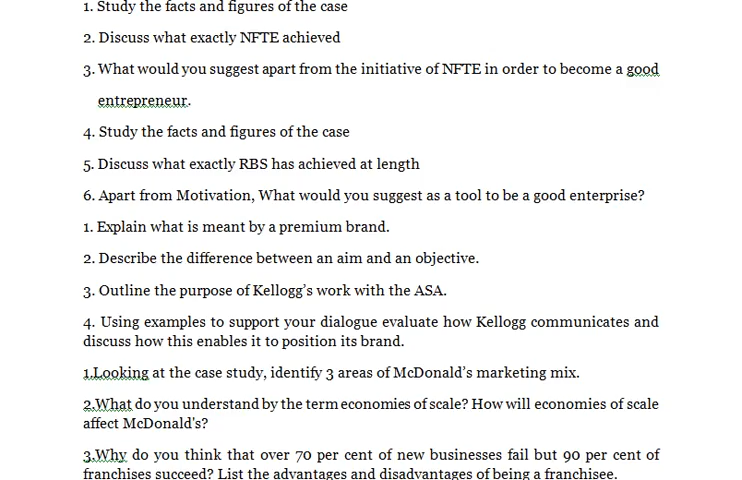 1. Study the facts and figures of the case
2. Discuss what exactly NFTE achieved
3. What would you suggest apart from the initiative of NFTE in order to become a good
entrepreneur.
4. Study the facts and figures of the case
5. Discuss what exactly RBS has achieved at length
6. Apart from Motivation, What would you suggest as a tool to be a good enterprise?
1. Explain what is meant by a premium brand.
2. Describe the difference between an aim and an objective.
3. Outline the purpose of Kellogg's work with the ASA.
4. Using examples to support your dialogue evaluate how Kellogg communicates and
discuss how this enables it to position its brand.
1.Looking at the case study, identify 3 areas of McDonald's marketing mix.
2.What do you understand by the term economies of scale? How will economies of scale
affect McDonald's?
3.Why do you think that over 70 per cent of new businesses fail but 90 per cent of
franchises succeed? List the advantages and disadvantages of being a franchisee.